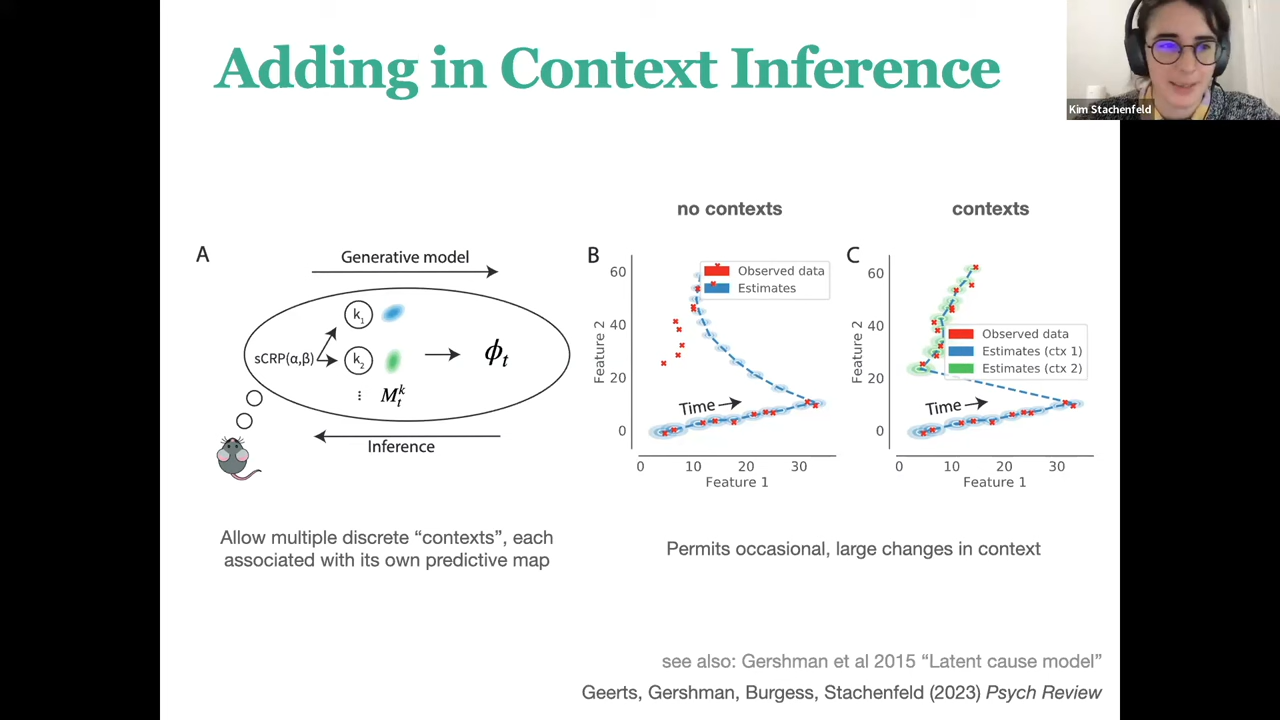 Adding in Context Inference
Kim Stachenfeld
no contexts
contexts
A
Generative model
k1
sCRP(α,β)
k2
⋮
M_t^k
ϕt
Inference
B
60
40
20
0
Feature 2
Observed data
Estimates
Time
0 10 20 30
Feature 1
C
60
40
20
0
Feature 2
Observed data
Estimates (ctx 1)
Estimates (ctx 2)
Time
0 10 20 30
Feature 1
Allow multiple discrete “contexts”, each
associated with its own predictive map
Permits occasional, large changes in context
see also: Gershman et al 2015 “Latent cause model”
Geerts, Gershman, Burgess, Stachenfeld (2023) Psych Review